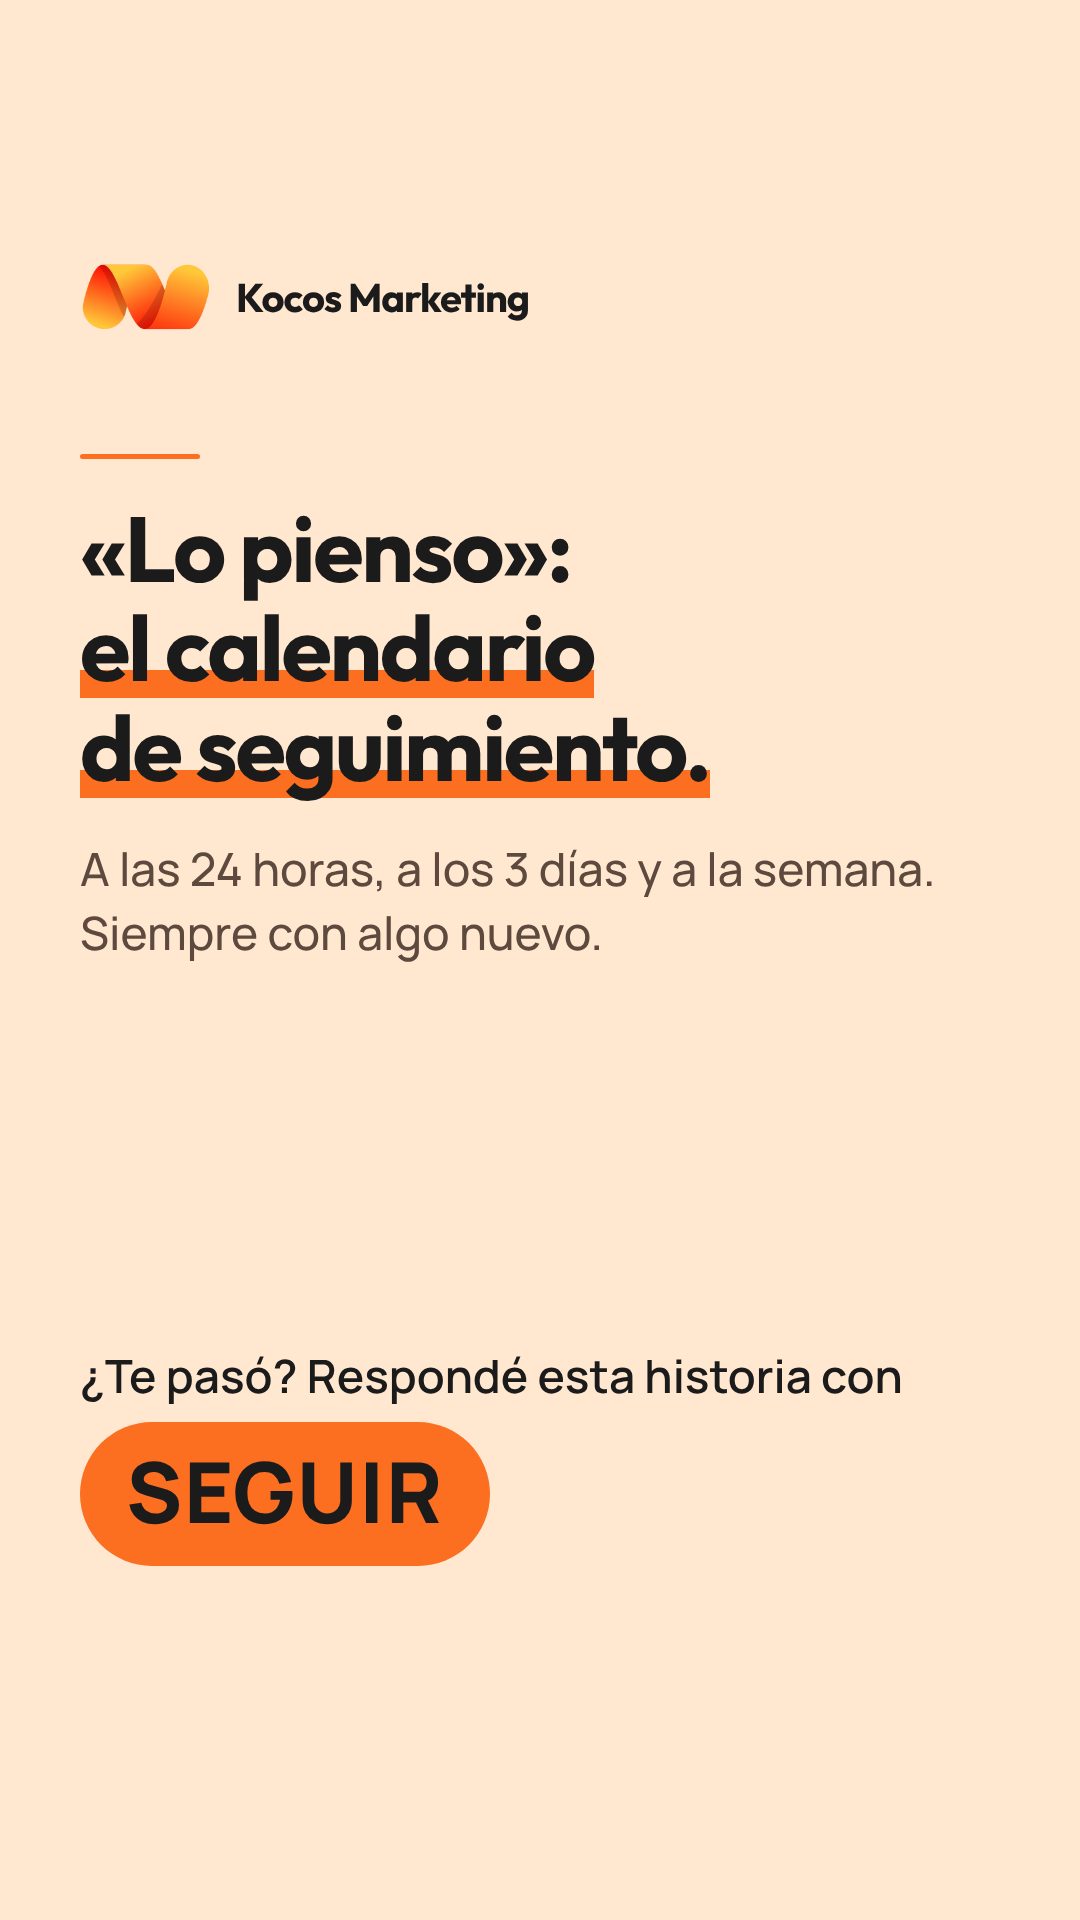 Kocos Marketing
«Lo pienso»:
el calendario
de seguimiento.
A las 24 horas, a los 3 días y a la semana.
Siempre con algo nuevo.
¿Te pasó? Respondé esta historia con
SEGUIR